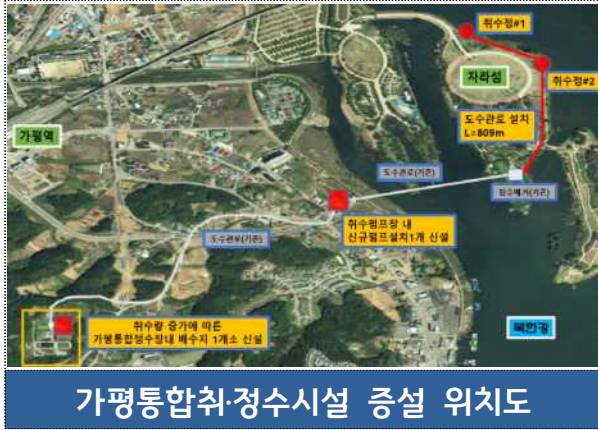 취수정#1
자라섬
취수정#2
도수관로 설치
L=809m
가평역
도수관로(기존)
집수매거(기존)
취수펌프장 내
신규펌프설치1개 신설
도수관로(기존)
취수량 증가에 따른
가평통합정수장내 배수지 1개소 신설
북한강
가평통합취·정수시설 증설 위치도